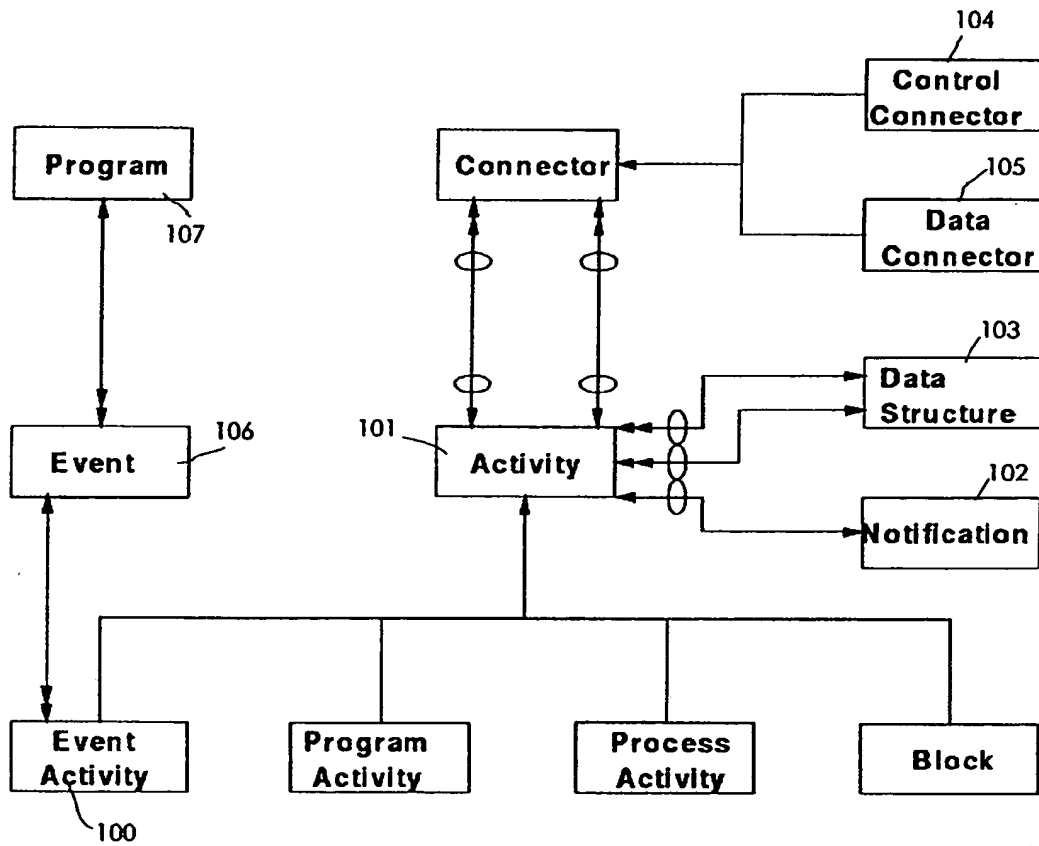 104
Control
Connector
Program
107
Connector
105
Data
Connector
103
Data
Structure
Event
106
101
Activity
102
Notification
Event
Activity
100
Program
Activity
Process
Activity
Block